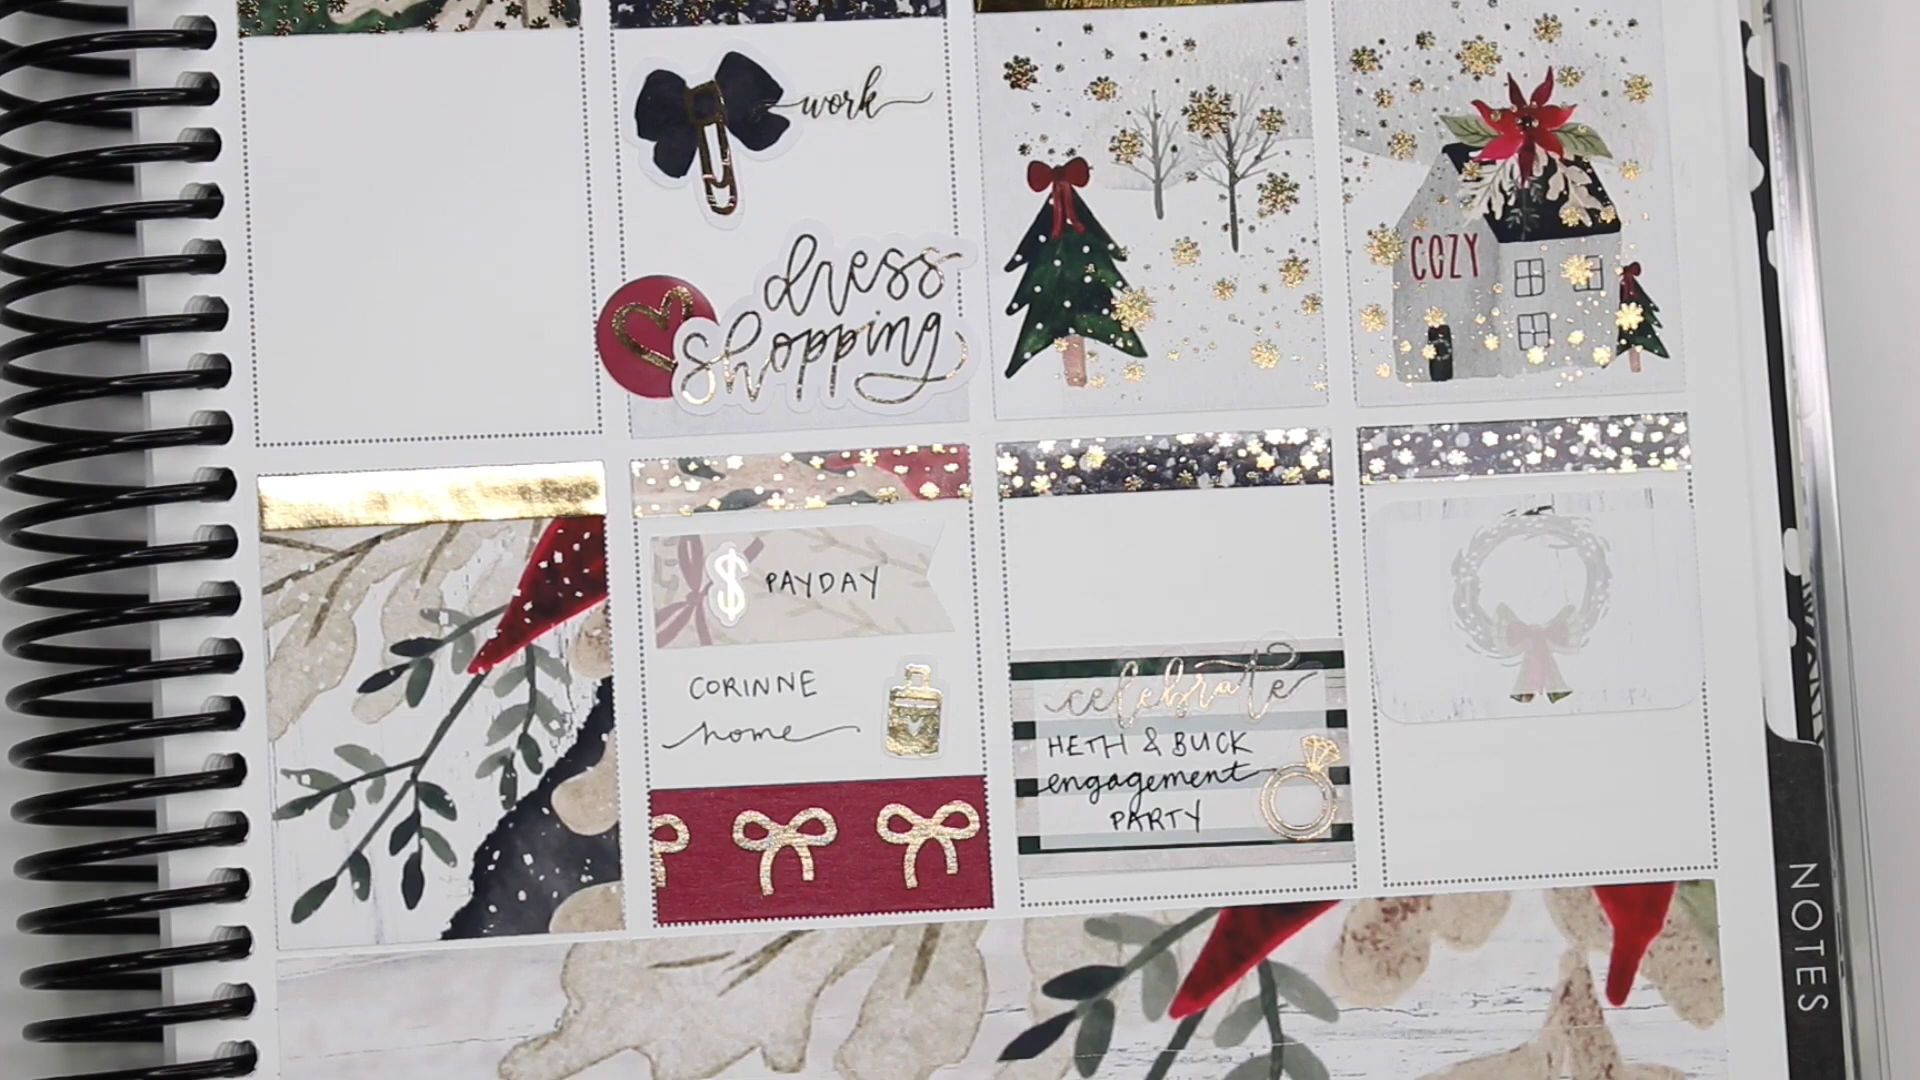 work
dress
shopping
COZY
$ PAYDAY
CORINNE
home
celebrate
HETH & BUCK
engagement
PARTY
NOTES